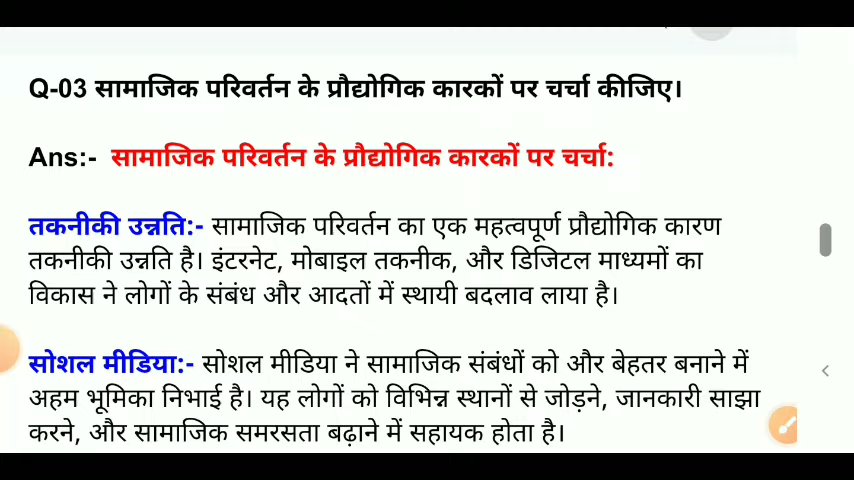 Q-03 सामाजिक परिवर्तन के प्रौद्योगिक कारकों पर चर्चा कीजिए।
Ans:- सामाजिक परिवर्तन के प्रौद्योगिक कारकों पर चर्चा:
तकनीकी उन्नति:- सामाजिक परिवर्तन का एक महत्वपूर्ण प्रौद्योगिक कारण
तकनीकी उन्नति है। इंटरनेट, मोबाइल तकनीक, और डिजिटल माध्यमों का
विकास ने लोगों के संबंध और आदतों में स्थायी बदलाव लाया है।
सोशल मीडिया:- सोशल मीडिया ने सामाजिक संबंधों को और बेहतर बनाने में
अहम भूमिका निभाई है। यह लोगों को विभिन्न स्थानों से जोड़ने, जानकारी साझा
करने, और सामाजिक समरसता बढ़ाने में सहायक होता है।